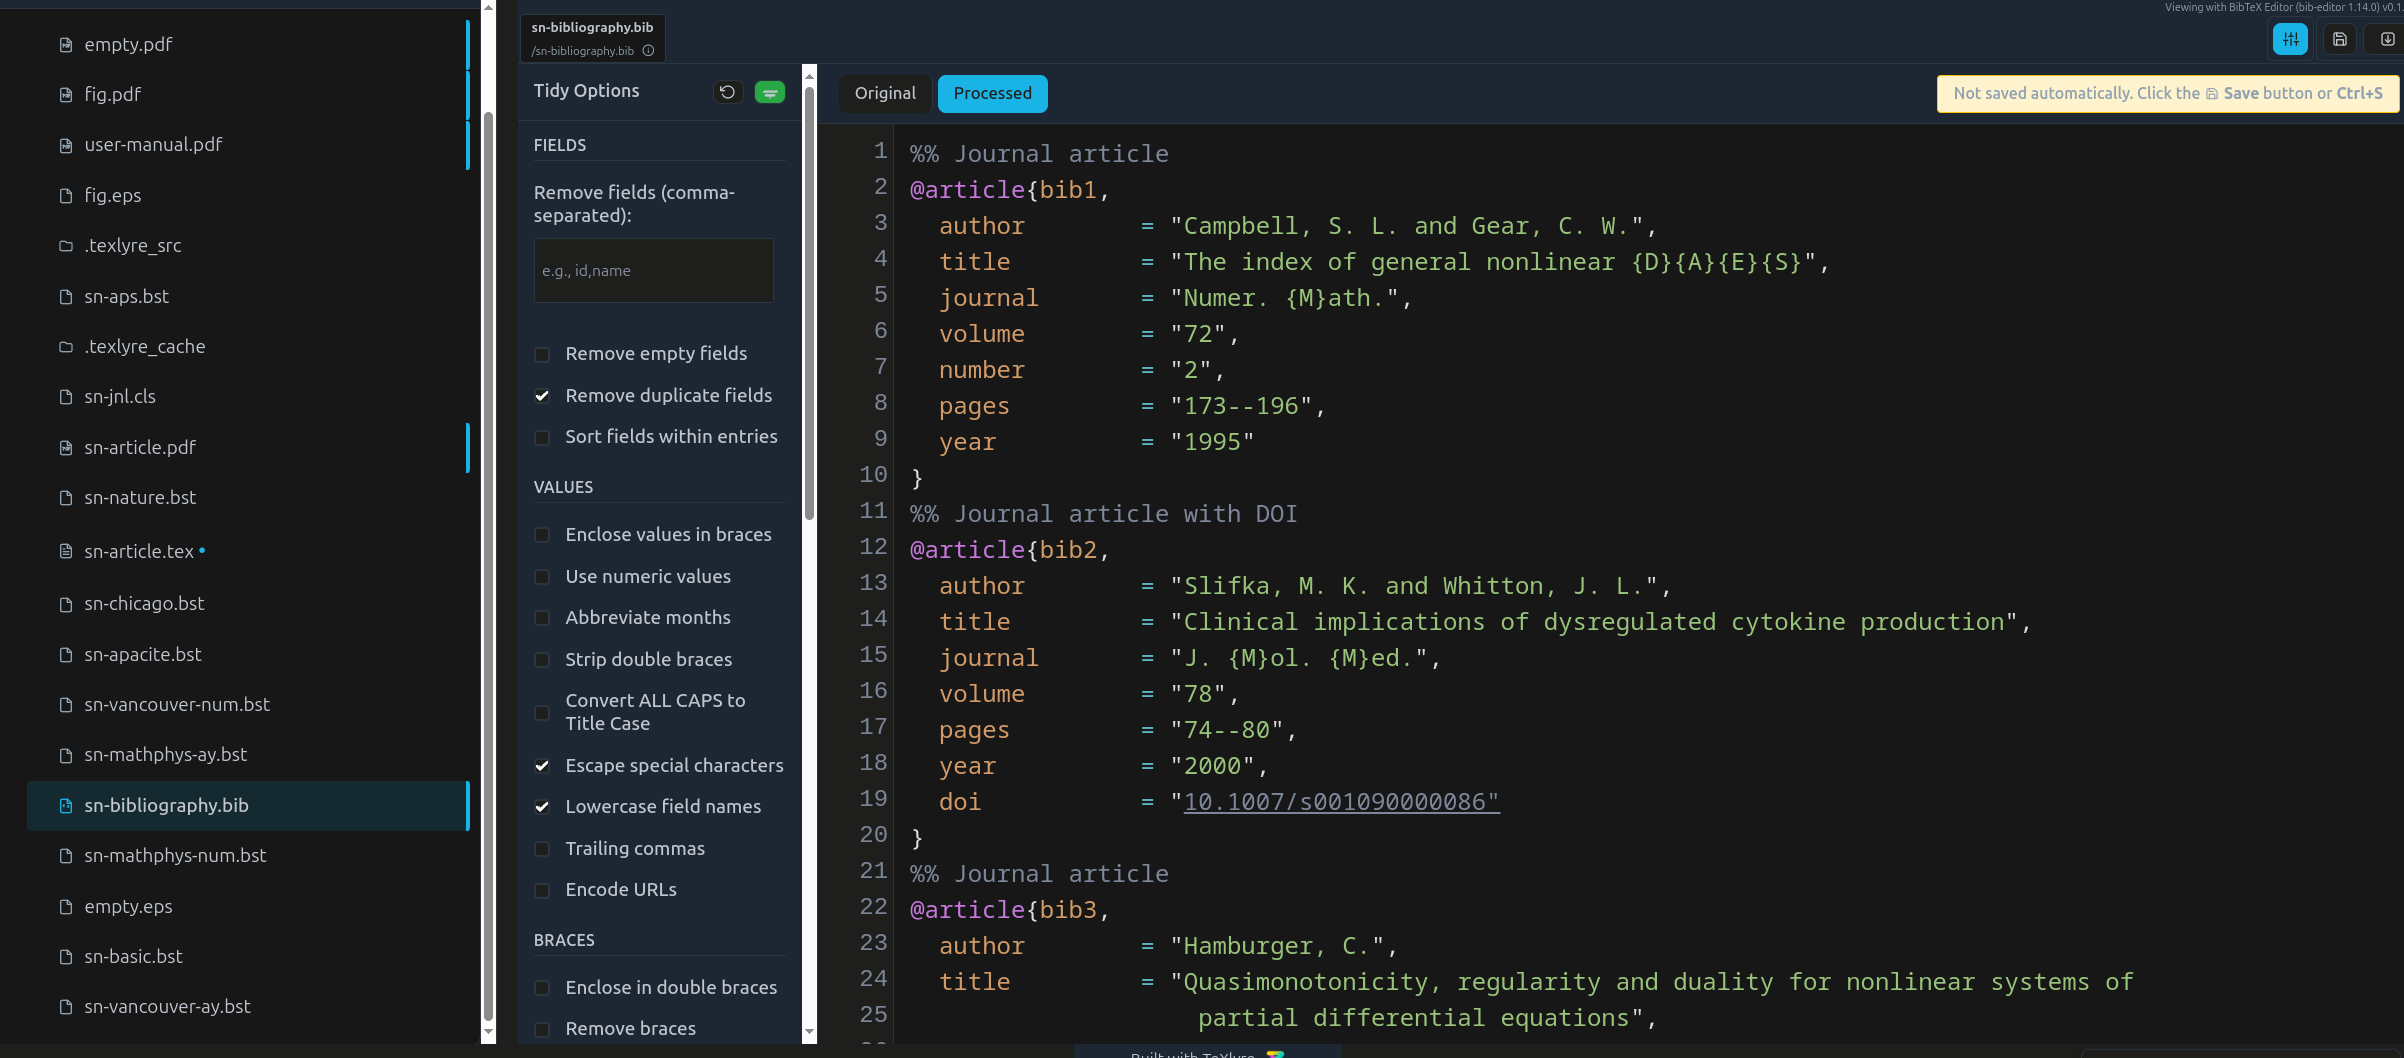 Viewing with BibTeX Editor (bib-editor 1.14.0) v0.1.
empty.pdf
fig.pdf
user-manual.pdf
fig.eps
.texlyre_src
sn-aps.bst
.texlyre_cache
sn-jnl.cls
sn-article.pdf
sn-nature.bst
sn-article.tex
sn-chicago.bst
sn-apacite.bst
sn-vancouver-num.bst
sn-mathphys-ay.bst
sn-bibliography.bib
sn-mathphys-num.bst
empty.eps
sn-basic.bst
sn-vancouver-ay.bst
sn-bibliography.bib
/sn-bibliography.bib
Tidy Options
FIELDS
Remove fields (comma-
separated):
e.g., id,name
Remove empty fields
Remove duplicate fields
Sort fields within entries
VALUES
Enclose values in braces
Use numeric values
Abbreviate months
Strip double braces
Convert ALL CAPS to
Title Case
Escape special characters
Lowercase field names
Trailing commas
Encode URLs
BRACES
Enclose in double braces
Remove braces
Original Processed
Not saved automatically. Click the Save button or Ctrl+S
1 %% Journal article
2 @article{bib1,
3 author = "Campbell, S. L. and Gear, C. W.",
4 title = "The index of general nonlinear {D}{A}{E}{S}",
5 journal = "Numer. {M}ath.",
6 volume = "72",
7 number = "2",
8 pages = "173--196",
9 year = "1995"
10 }
11 %% Journal article with DOI
12 @article{bib2,
13 author = "Slifka, M. K. and Whitton, J. L.",
14 title = "Clinical implications of dysregulated cytokine production",
15 journal = "J. {M}ol. {M}ed.",
16 volume = "78",
17 pages = "74--80",
18 year = "2000",
19 doi = "10.1007/s001090000086"
20 }
21 %% Journal article
22 @article{bib3,
23 author = "Hamburger, C.",
24 title = "Quasimonotonicity, regularity and duality for nonlinear systems of
25 partial differential equations",
Built with TeXlyre